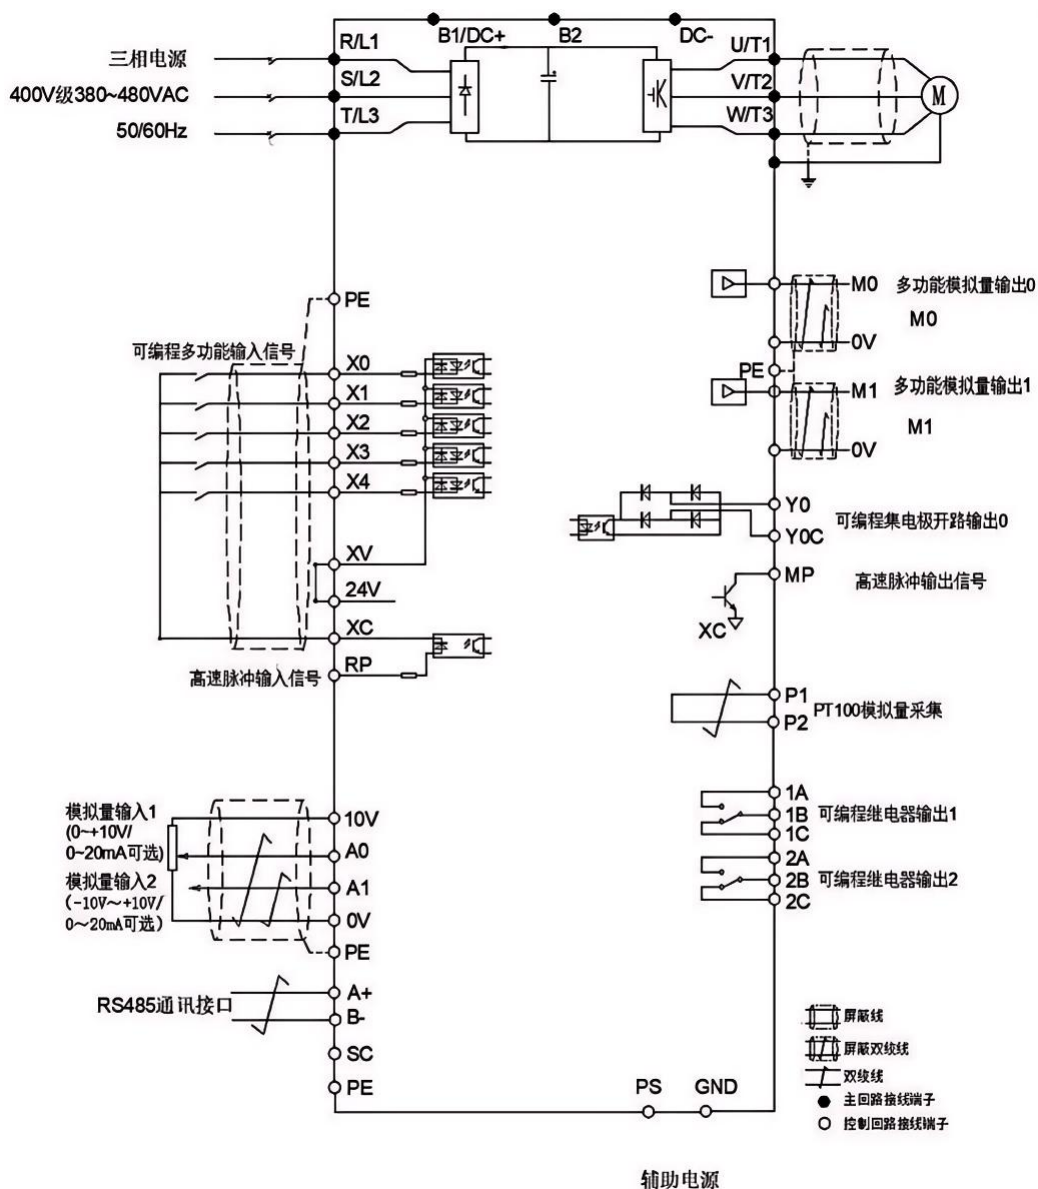 B1/DC+
B2
DC-
R/L1
S/L2
T/L3
三相电源
400V级380~480VAC
50/60Hz
U/T1
V/T2
W/T3
M
PE
可编程多功能输入信号
X0
X1
X2
X3
X4
XV
24V
XC
RP
高速脉冲输入信号
M0
多功能模拟量输出0
M0
0V
PE
M1
多功能模拟量输出1
M1
0V
Y0
可编程集电极开路输出0
Y0C
MP
高速脉冲输出信号
XC
P1
PT100模拟量采集
P2
1A
1B
可编程继电器输出1
1C
2A
2B
可编程继电器输出2
2C
模拟量输入1
(0~+10V/
0~20mA可选)
模拟量输入2
(-10V～+10V/
0～20mA可选)
10V
A0
A1
0V
PE
RS485通讯接口
A+
B-
SC
PE
PS
GND
屏蔽线
屏蔽双绞线
双绞线
主回路接线端子
控制回路接线端子
辅助电源